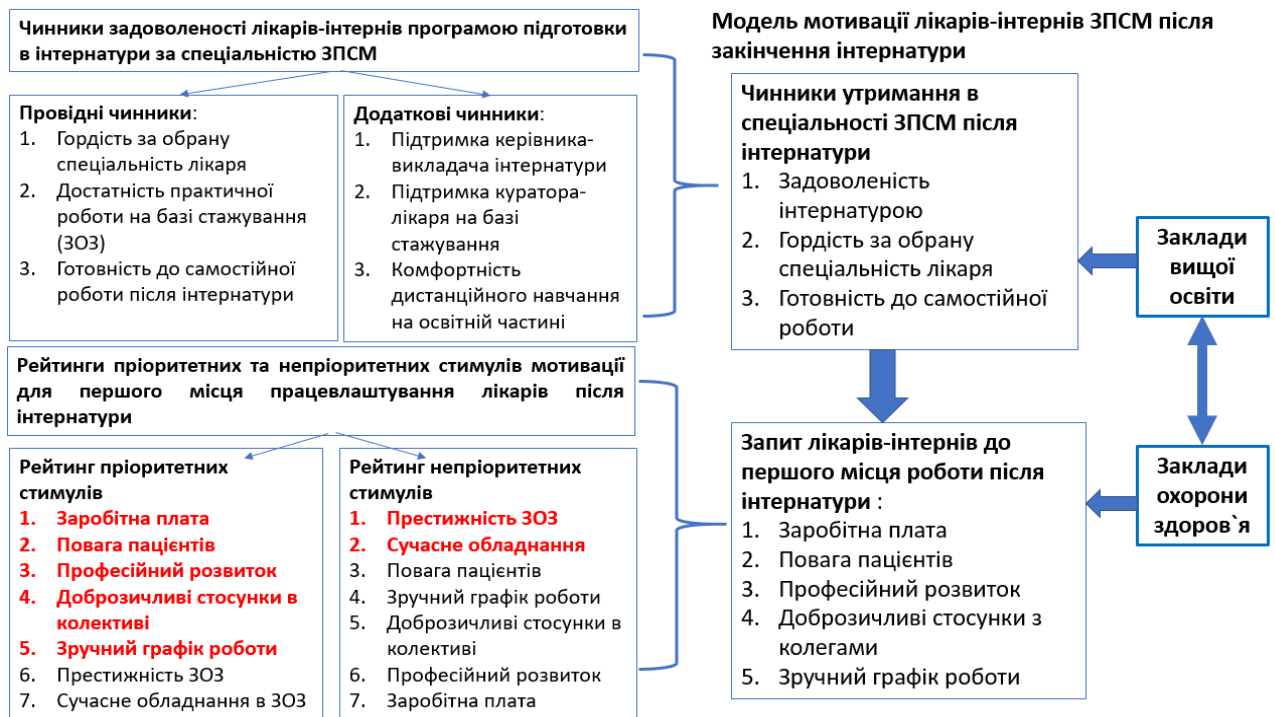 Чинники задоволеності лікарів-інтернів програмою підготовки
в інтернатури за спеціальністю ЗПСМ
Провідні чинники:
1. Гордість за обрану
спеціальність лікаря
2. Достатність практичної
роботи на базі стажування
(ЗОЗ)
3. Готовність до самостійної
роботи після інтернатури
Додаткові чинники:
1. Підтримка керівника-
викладача інтернатури
2. Підтримка куратора-
лікаря на базі
стажування
3. Комфортність
дистанційного навчання
на освітній частині
Рейтинги пріоритетних та непріоритетних стимулів мотивації
для першого місця працевлаштування лікарів після
інтернатури
Рейтинг пріоритетних
стимулів
1. Заробітна плата
2. Повага пацієнтів
3. Професійний розвиток
4. Доброзичливі стосунки в
колективі
5. Зручний графік роботи
6. Престижність ЗОЗ
7. Сучасне обладнання в ЗОЗ
Рейтинг непріоритетних
стимулів
1. Престижність ЗОЗ
2. Сучасне обладнання
3. Повага пацієнтів
4. Зручний графік роботи
5. Доброзичливі стосунки в
колективі
6. Професійний розвиток
7. Заробітна плата
Модель мотивації лікарів-інтернів ЗПСМ після
закінчення інтернатури
Чинники утримання в
спеціальності ЗПСМ після
інтернатури
1. Задоволеність
інтернатурою
2. Гордість за обрану
спеціальність лікаря
3. Готовність до самостійної
роботи
Запит лікарів-інтернів до
першого місця роботи після
інтернатури :
1. Заробітна плата
2. Повага пацієнтів
3. Професійний розвиток
4. Доброзичливі стосунки з
колегами
5. Зручний графік роботи
Заклади
вищої
освіти
Заклади
охорони
здоров`я